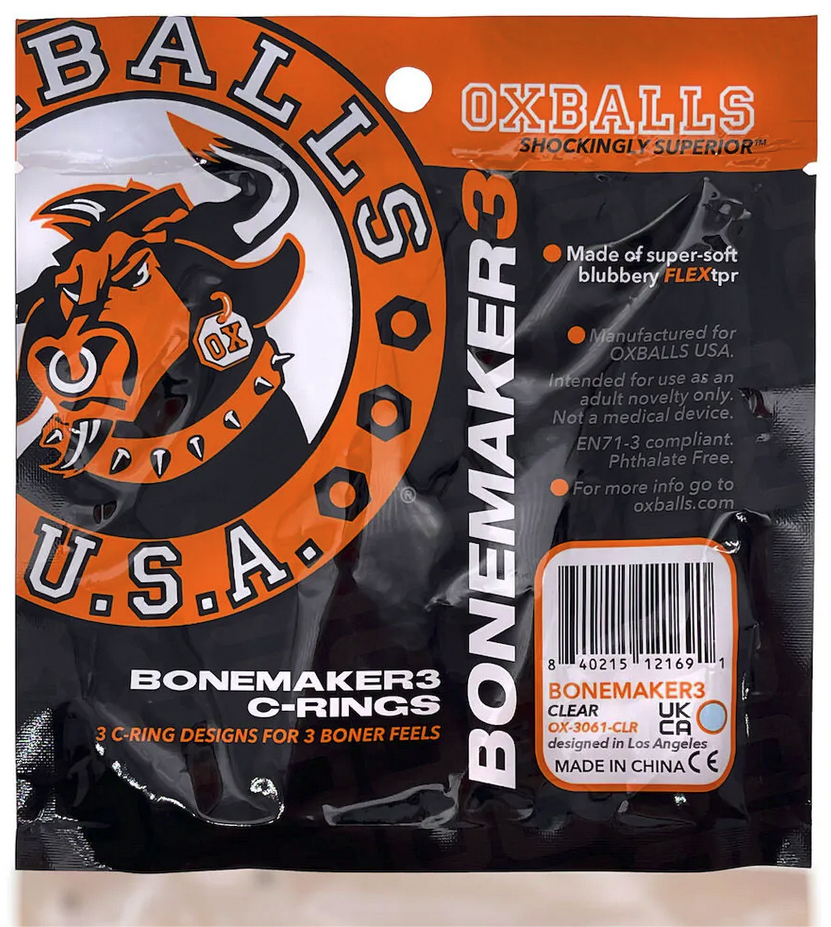 BALLS
U.S.A.
OX
®
OXBALLS
SHOCKINGLY SUPERIOR™
BONEMAKER3
Made of super-soft
blubbery FLEXtpr
Manufactured for
OXBALLS USA.
Intended for use as an
adult novelty only.
Not a medical device.
EN71-3 compliant.
Phthalate Free.
For more info go to
oxballs.com
BONEMAKER3
C-RINGS
3 C-RING DESIGNS FOR 3 BONER FEELS
8 40215 12169 1
BONEMAKER3
CLEAR
OX-3061-CLR
UK
CA
designed in Los Angeles
MADE IN CHINA CE